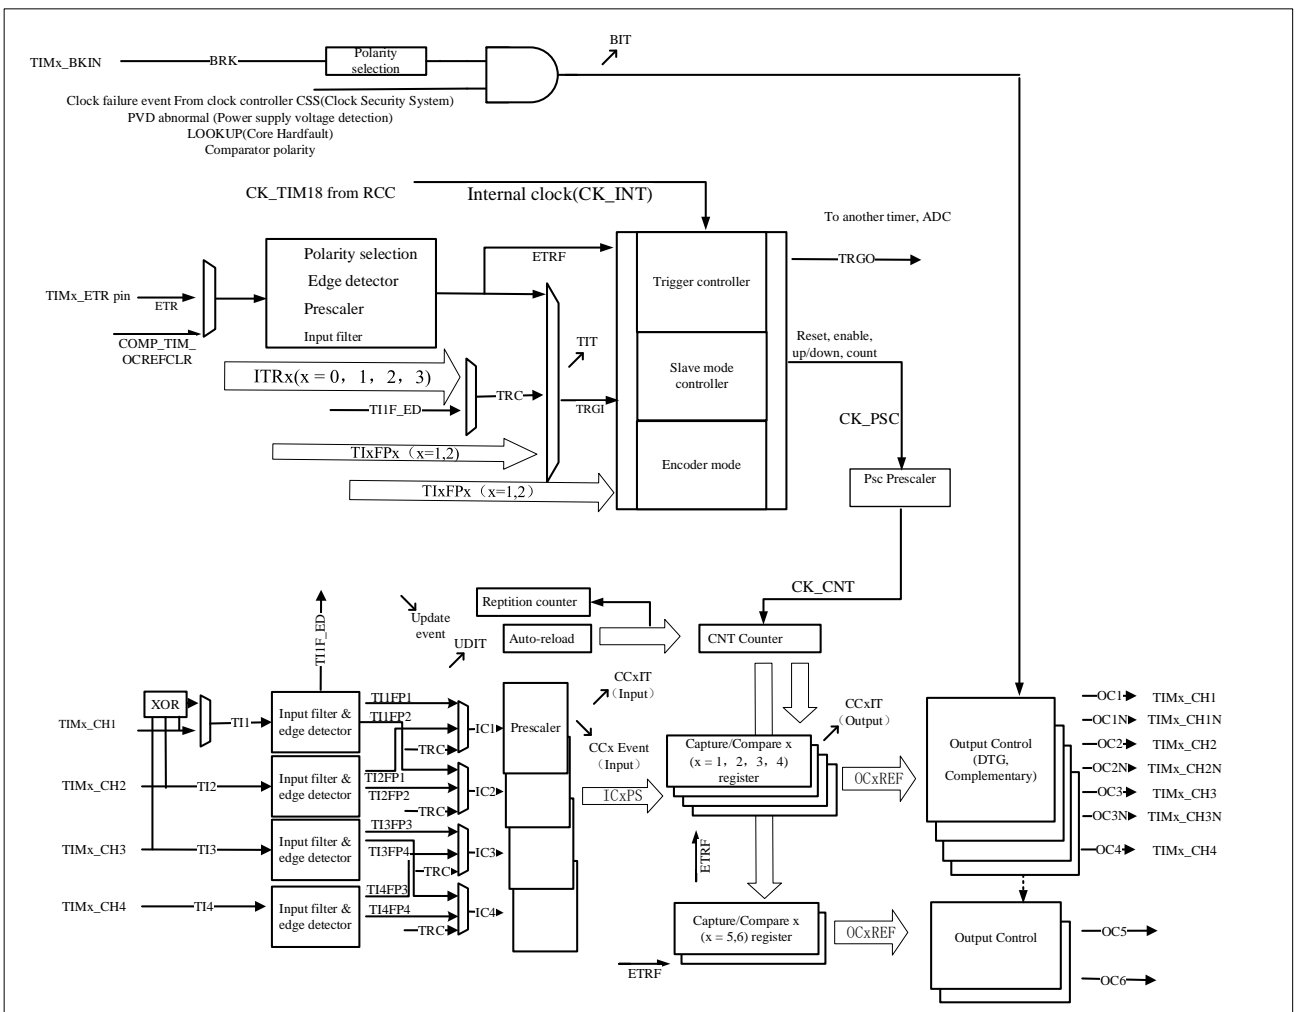 BIT
TIMx_BKIN
BRK
Polarity
selection
Clock failure event From clock controller CSS(Clock Security System)
PVD abnormal (Power supply voltage detection)
LOOKUP(Core Hardfault)
Comparator polarity
CK_TIM18 from RCC
Internal clock(CK_INT)
To another timer, ADC
TRGO
Polarity selection
Edge detector
Prescaler
Input filter
ETRF
TIMx_ETR pin
ETR
COMP_TIM_
OCREFCLR
Trigger controller
Slave mode
controller
Encoder mode
Reset, enable,
up/down, count
TIT
ITRx(x = 0, 1, 2, 3)
TI1F_ED
TRC
TRGI
TIxFPx (x=1,2)
TIxFPx (x=1,2)
CK_PSC
Psc Prescaler
CK_CNT
Reptition counter
Auto-reload
CNT Counter
Update
event
UDIT
TI1F_ED
CCxIT
(Input)
CCx Event
(Input)
CCxIT
(Output)
XOR
TIMx_CH1
TI1
Input filter &
edge detector
TI1FP1
TI1FP2
TRC
IC1
Prescaler
TIMx_CH2
TI2
Input filter &
edge detector
TI2FP1
TI2FP2
TRC
IC2
TIMx_CH3
TI3
Input filter &
edge detector
TI3FP3
TI3FP4
TRC
IC3
TIMx_CH4
TI4
Input filter &
edge detector
TI4FP3
TI4FP4
TRC
IC4
ICxPS
Capture/Compare x
(x = 1, 2, 3, 4)
register
OCxREF
ETRF
Output Control
(DTG,
Complementary)
OC1
TIMx_CH1
OC1N
TIMx_CH1N
OC2
TIMx_CH2
OC2N
TIMx_CH2N
OC3
TIMx_CH3
OC3N
TIMx_CH3N
OC4
TIMx_CH4
Capture/Compare x
(x = 5,6) register
ETRF
OCxREF
Output Control
OC5
OC6